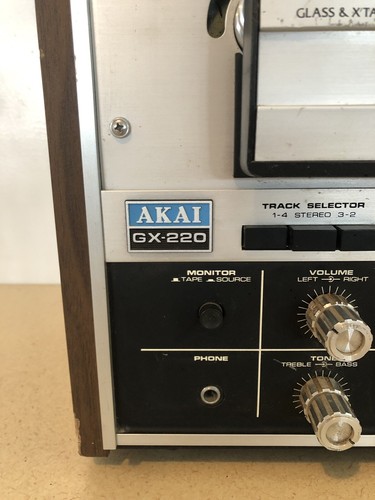 GLASS & X'TA
AKAI
GX-220
TRACK SELECTOR
1-4 STEREO 3-2
MONITOR
TAPE SOURCE
VOLUME
LEFT RIGHT
PHONE
TREBLE BASS